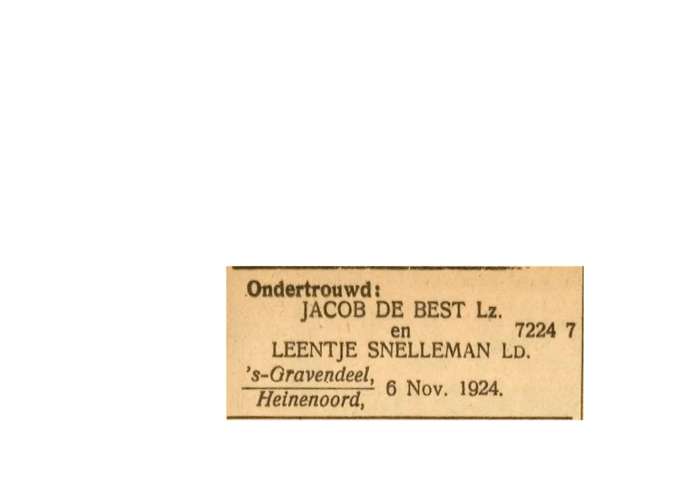 Ondertrouwd:
JACOB DE BEST Lz.
en 7224 7
LEENTJE SNELLEMAN LD.
's-Gravendeel,
Heinenoord, 6 Nov. 1924.